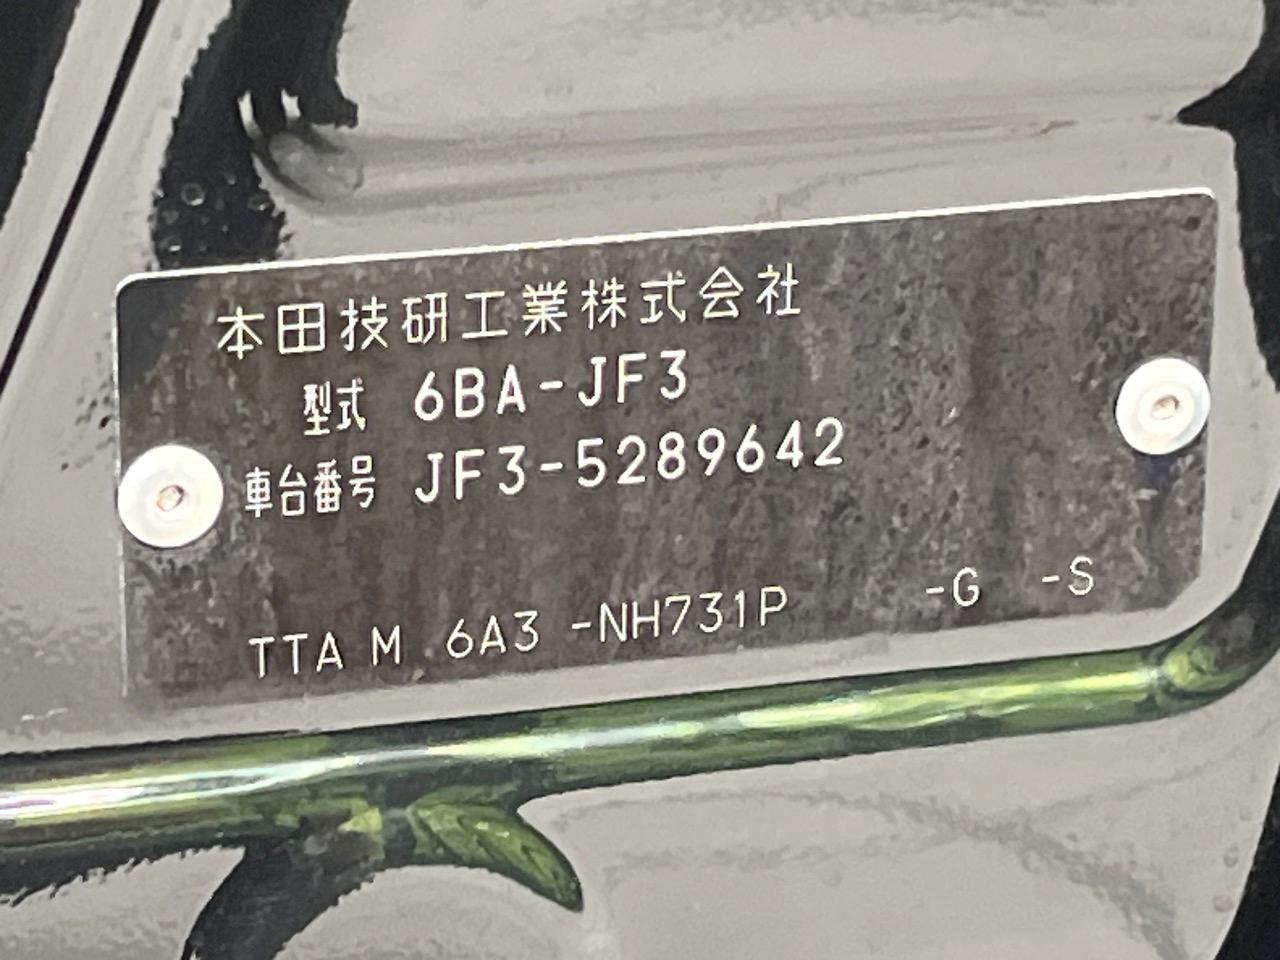 本田技研工業株式会社
型式 6BA-JF3
車台番号 JF3-5289642
TTA M 6A3 -NH731P -G -S